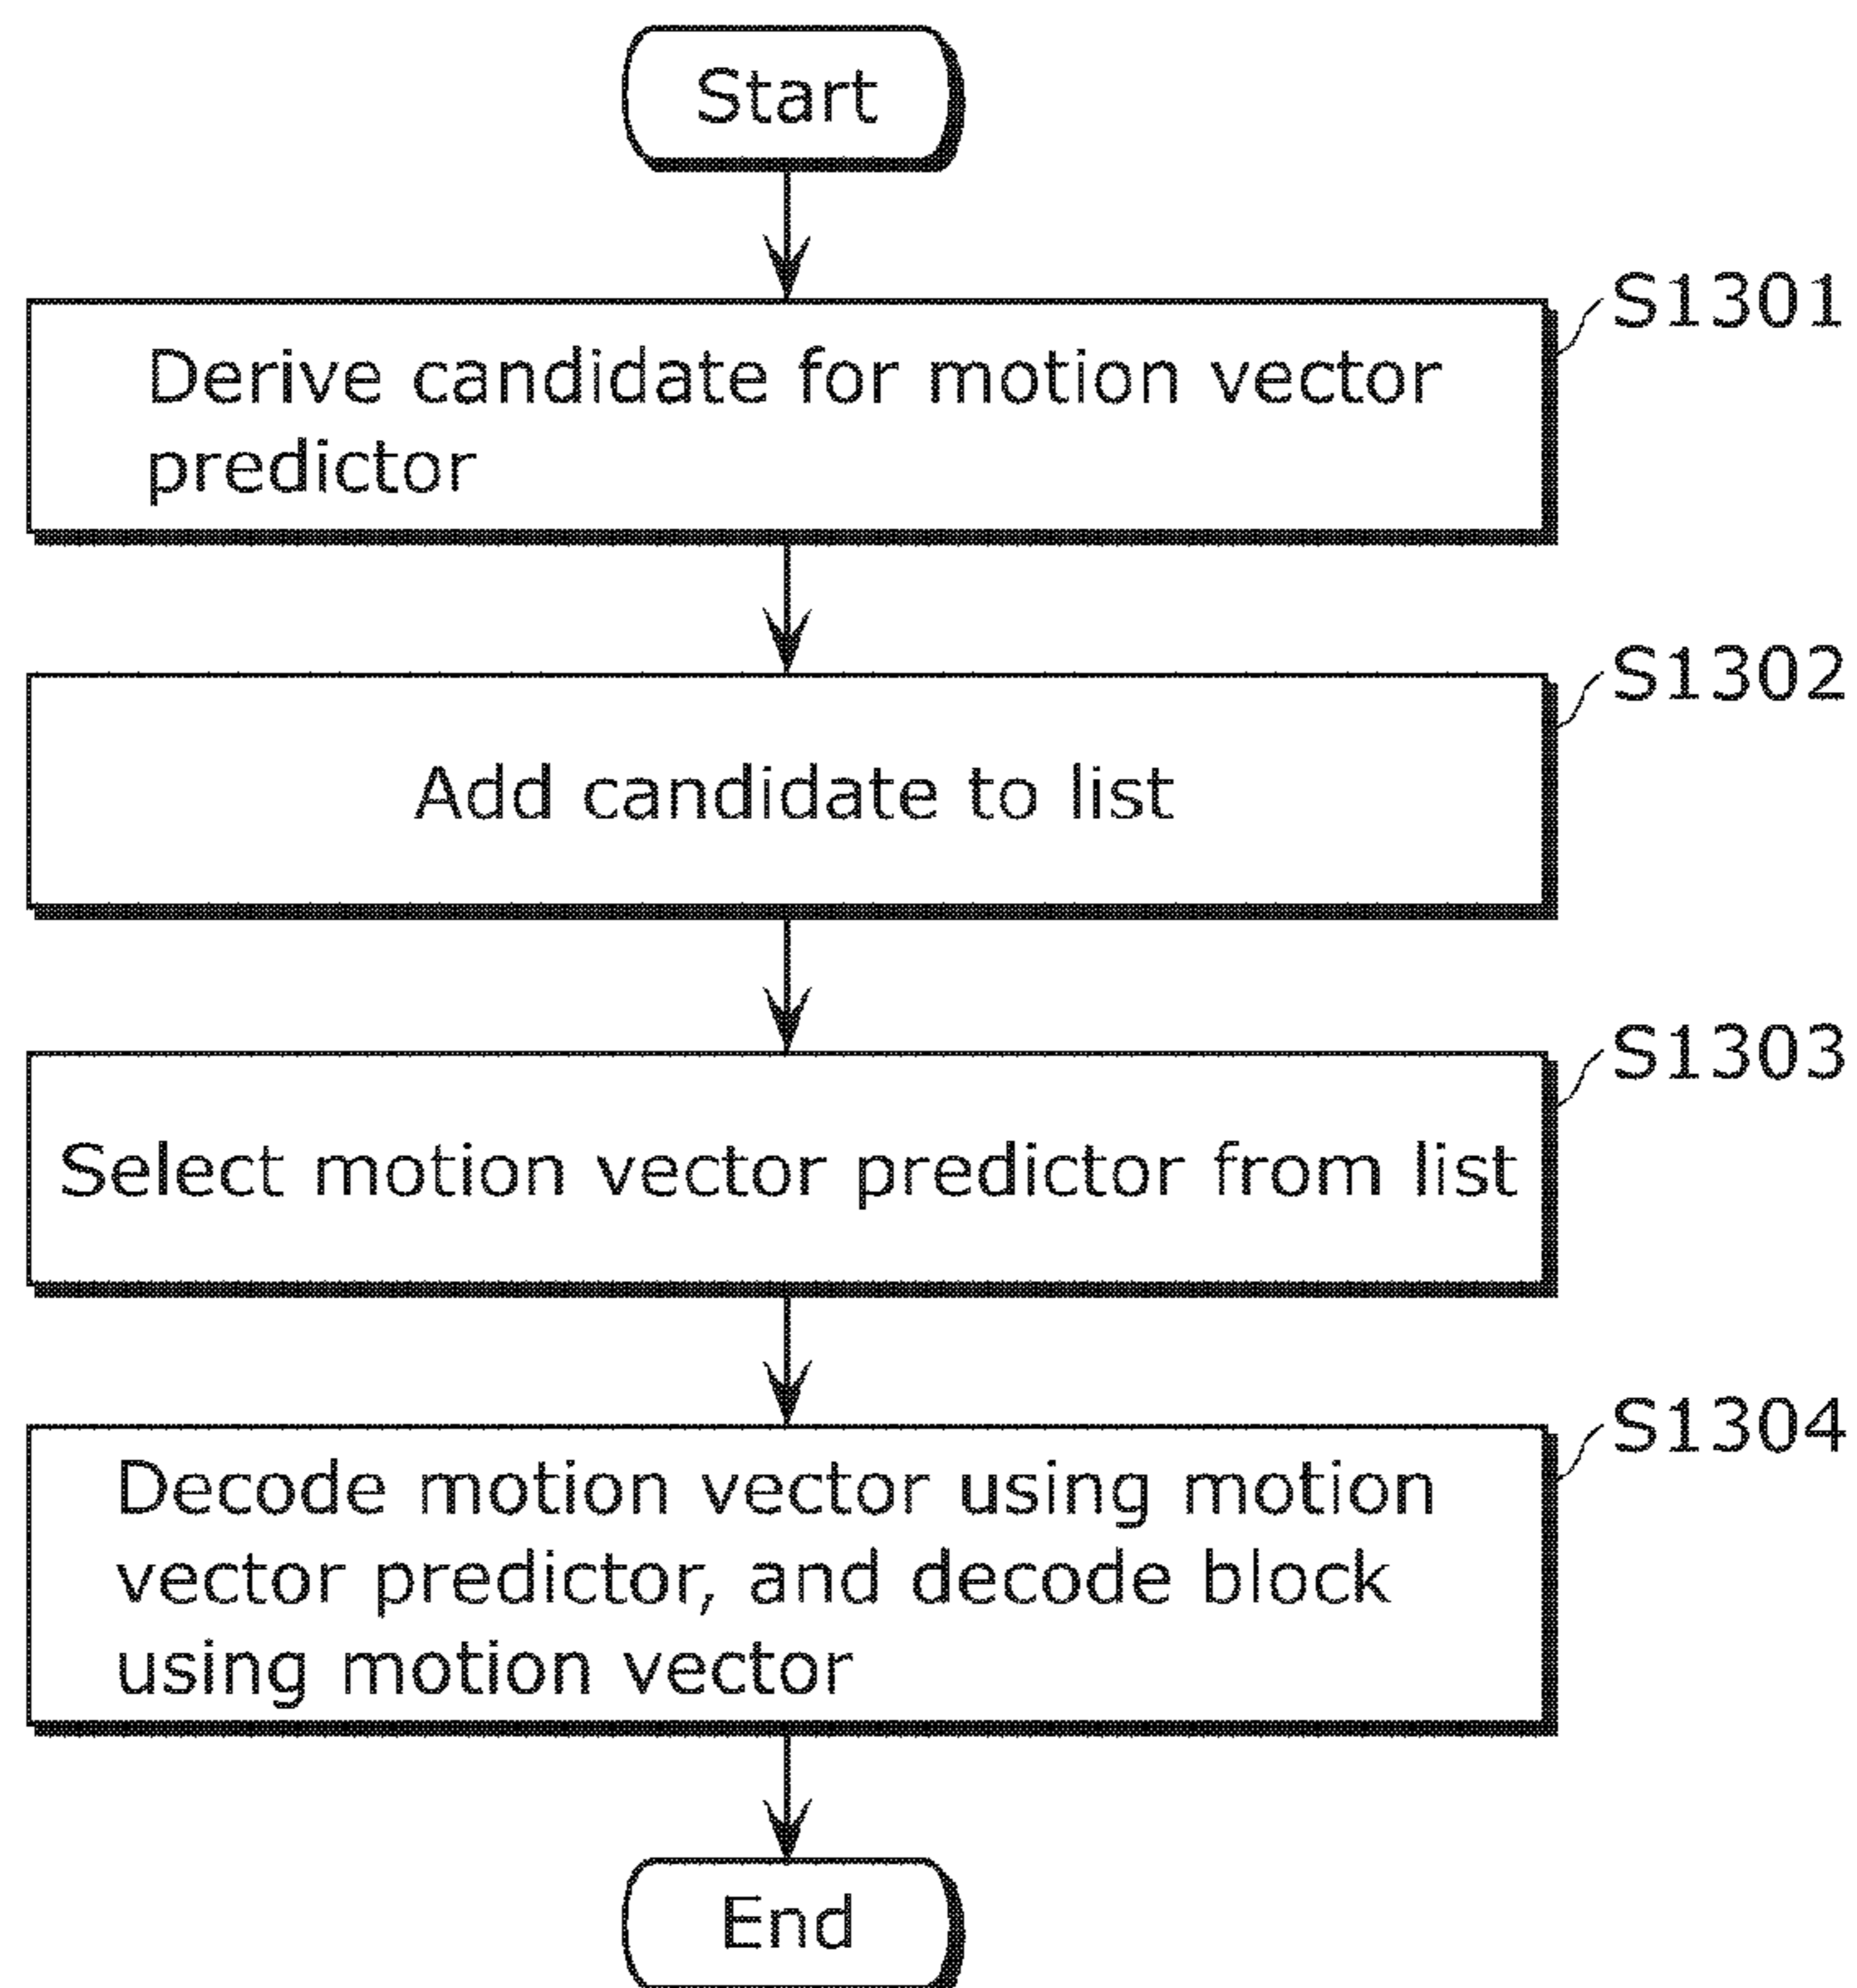 Start
S1301
Derive candidate for motion vector
predictor
S1302
Add candidate to list
S1303
Select motion vector predictor from list
S1304
Decode motion vector using motion
vector predictor, and decode block
using motion vector
End